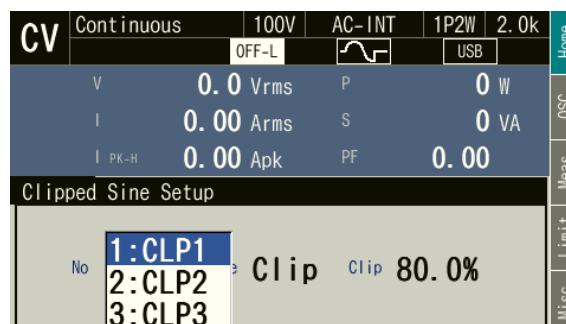 CV Continuous 100V AC-INT 1P2W 2.0k
OFF-L USB
V 0.0 Vrms P 0 W
I 0.00 Arms S 0 VA
I PK-H 0.00 Apk PF 0.00
Clipped Sine Setup
No 1:CLP1 e Clip Clip 80.0%
2:CLP2
3:CLP3
Home
OSC
Meas
Limit
Misc